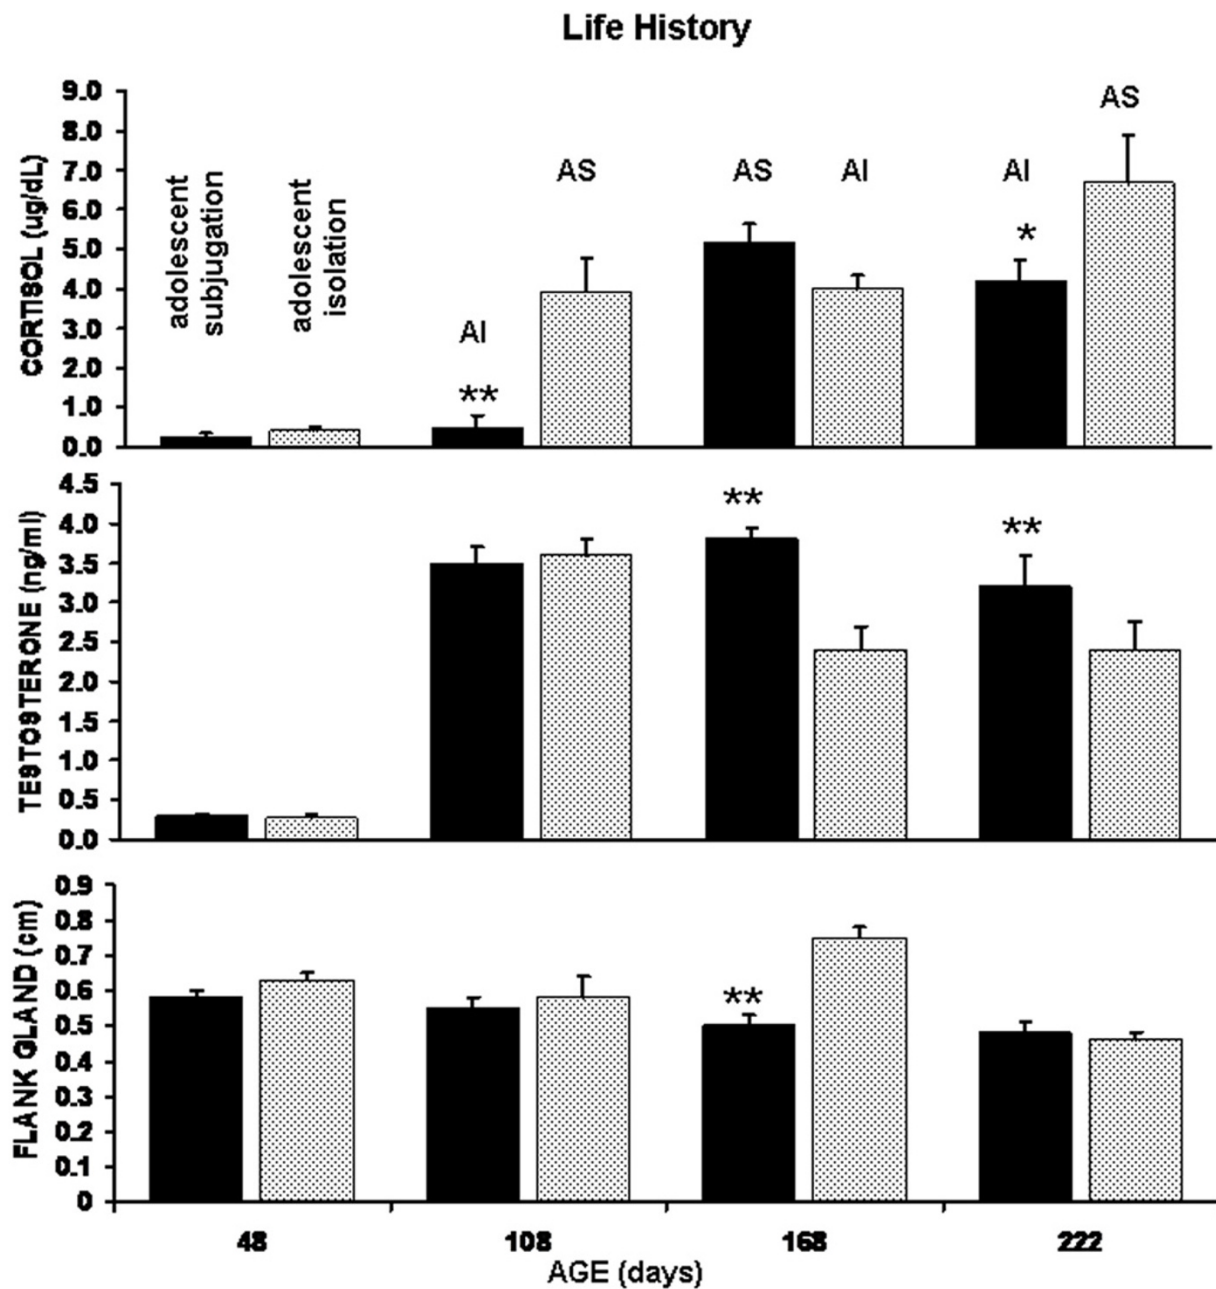 Life History
CORTISOL (ug/dL)
9.0
8.0
7.0
6.0
5.0
4.0
3.0
2.0
1.0
0.0
adolescent
subjugation
adolescent
isolation
AI
**
AS
AS
AI
AI
*
AS
TESTOSTERONE (ng/ml)
4.5
4.0
3.5
3.0
2.5
2.0
1.5
1.0
0.5
0.0
**
**
FLANK GLAND (cm)
0.9
0.8
0.7
0.6
0.5
0.4
0.3
0.2
0.1
0
**
48 108 168 222
AGE (days)